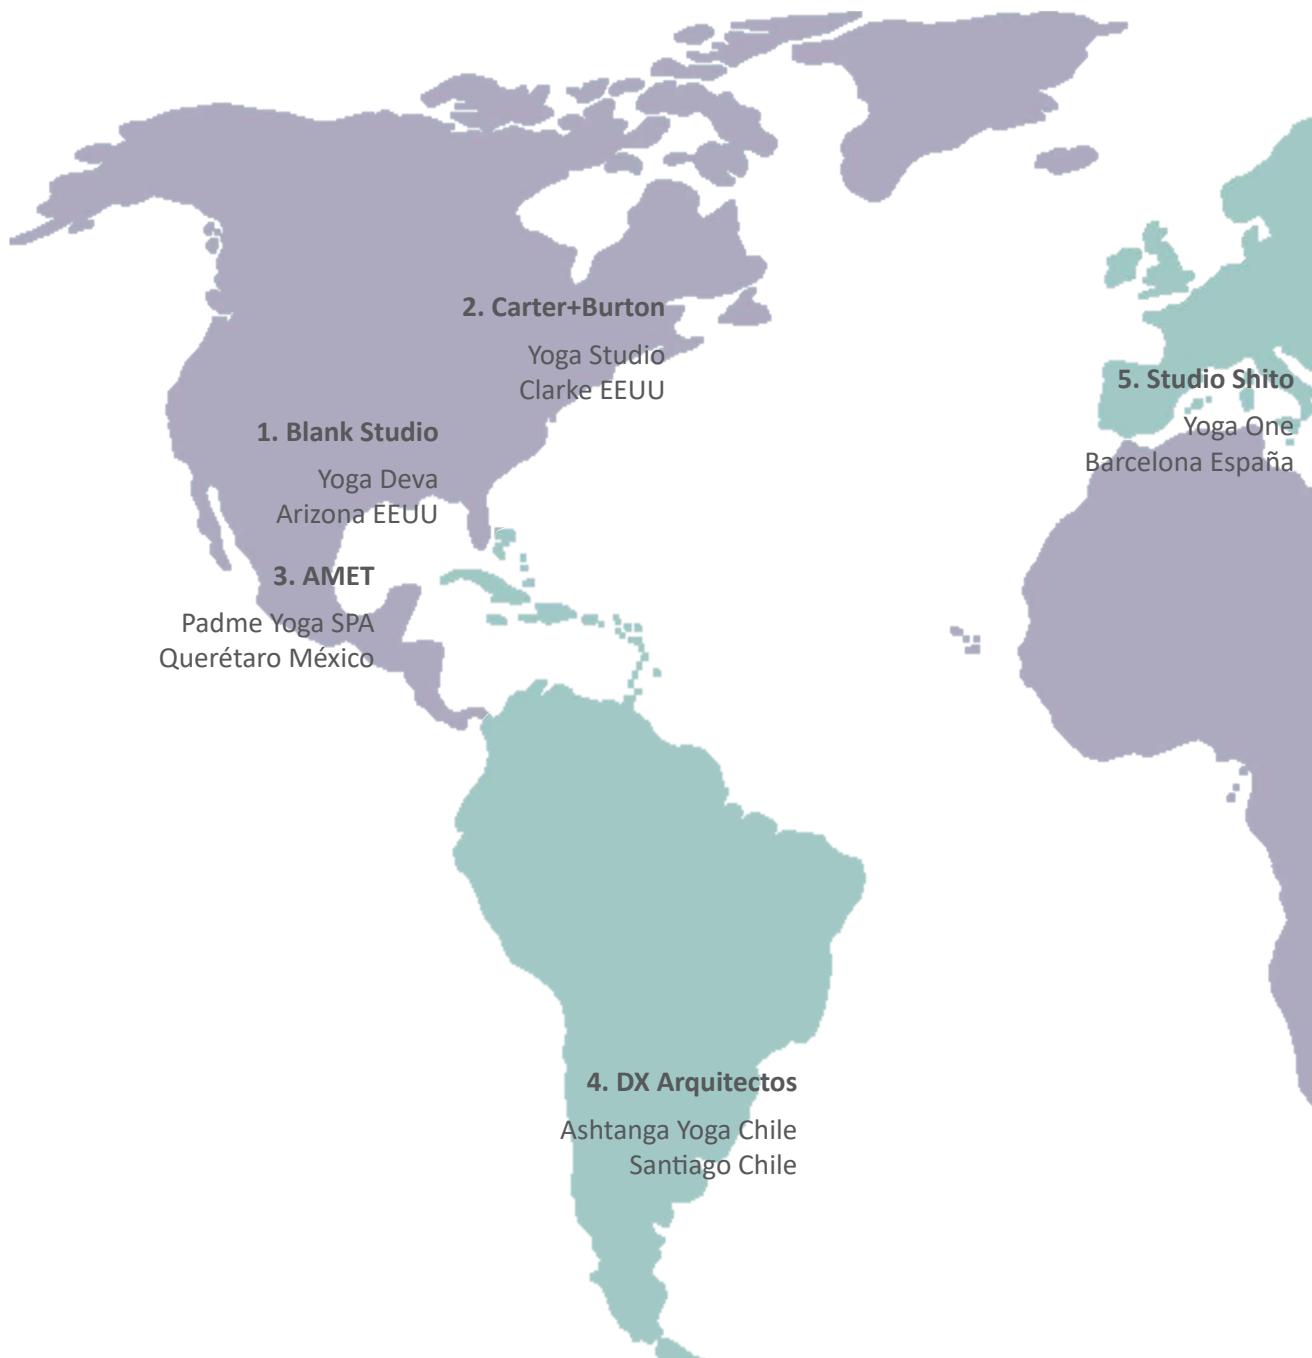 2. Carter+Burton
Yoga Studio
Clarke EEUU
5. Studio Shito
Yoga One
Barcelona España
1. Blank Studio
Yoga Deva
Arizona EEUU
3. AMET
Padme Yoga SPA
Querétaro México
4. DX Arquitectos
Ashtanga Yoga Chile
Santiago Chile